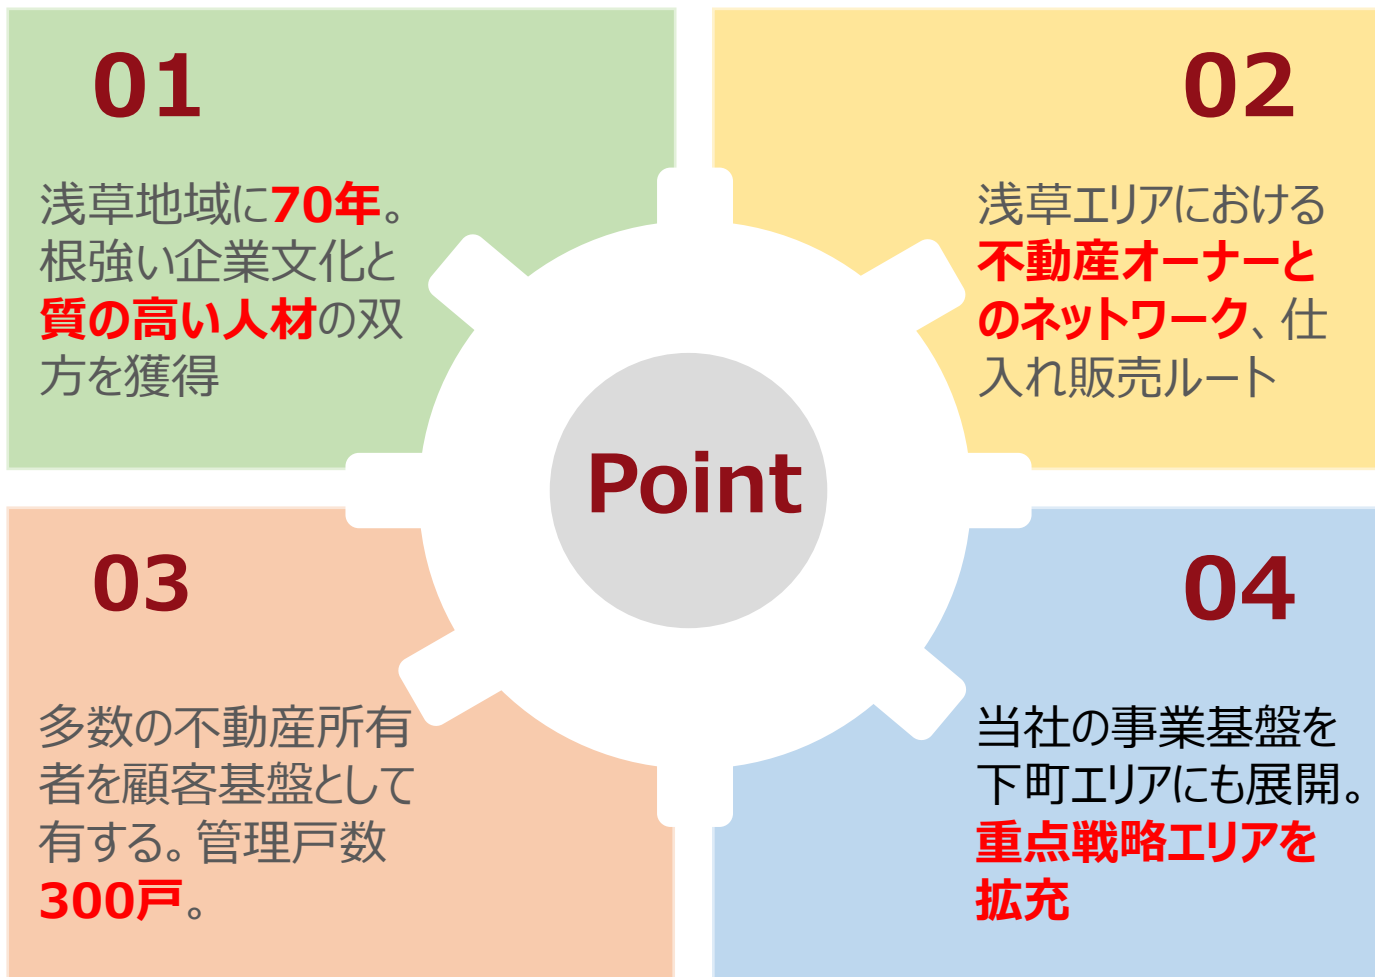 01
浅草地域に70年。
根強い企業文化と
質の高い人材の双
方を獲得
02
浅草エリアにおける
不動産オーナーと
のネットワーク、仕
入れ販売ルート
Point
03
多数の不動産所有
者を顧客基盤として
有する。管理戸数
300戸。
04
当社の事業基盤を
下町エリアにも展開。
重点戦略エリアを
拡充